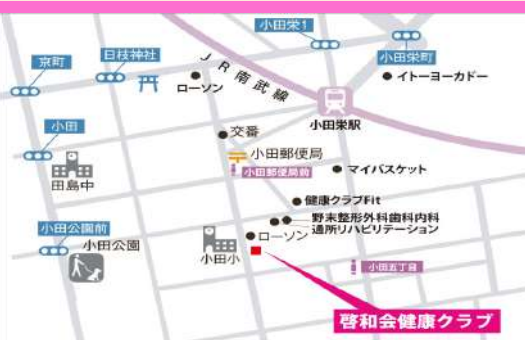 小田栄1
小田栄町
日枝神社
京町
イトーヨーカドー
ローソン
JR南武線
小田栄駅
小田
交番
小田郵便局
小田郵便局前
マイバスケット
田島中
健康クラブFit
野末整形外科歯科内科
通所リハビリテーション
小田公園前
小田公園
ローソン
小田小
小田五丁目
啓和会健康クラブ